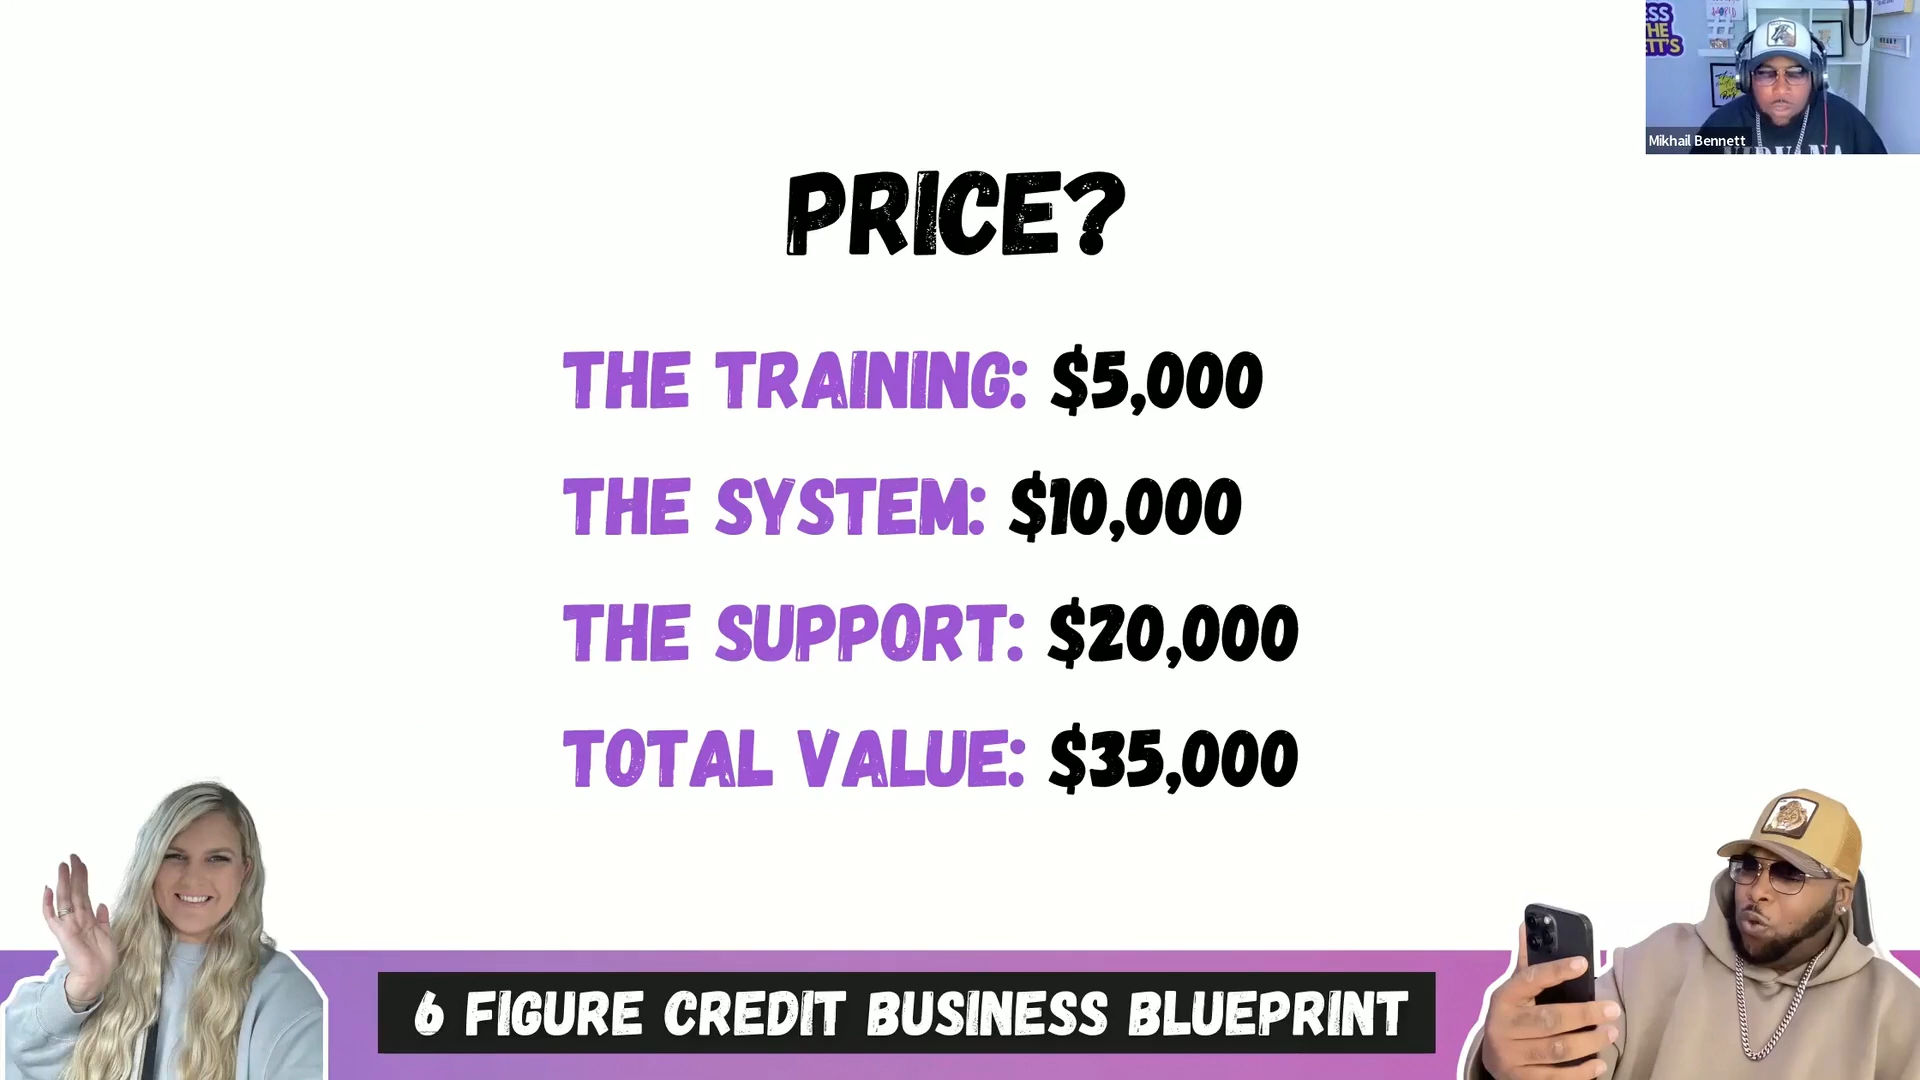 PRICE?
THE TRAINING: $5,000
THE SYSTEM: $10,000
THE SUPPORT: $20,000
TOTAL VALUE: $35,000
6 FIGURE CREDIT BUSINESS BLUEPRINT
Mikhail Bennett